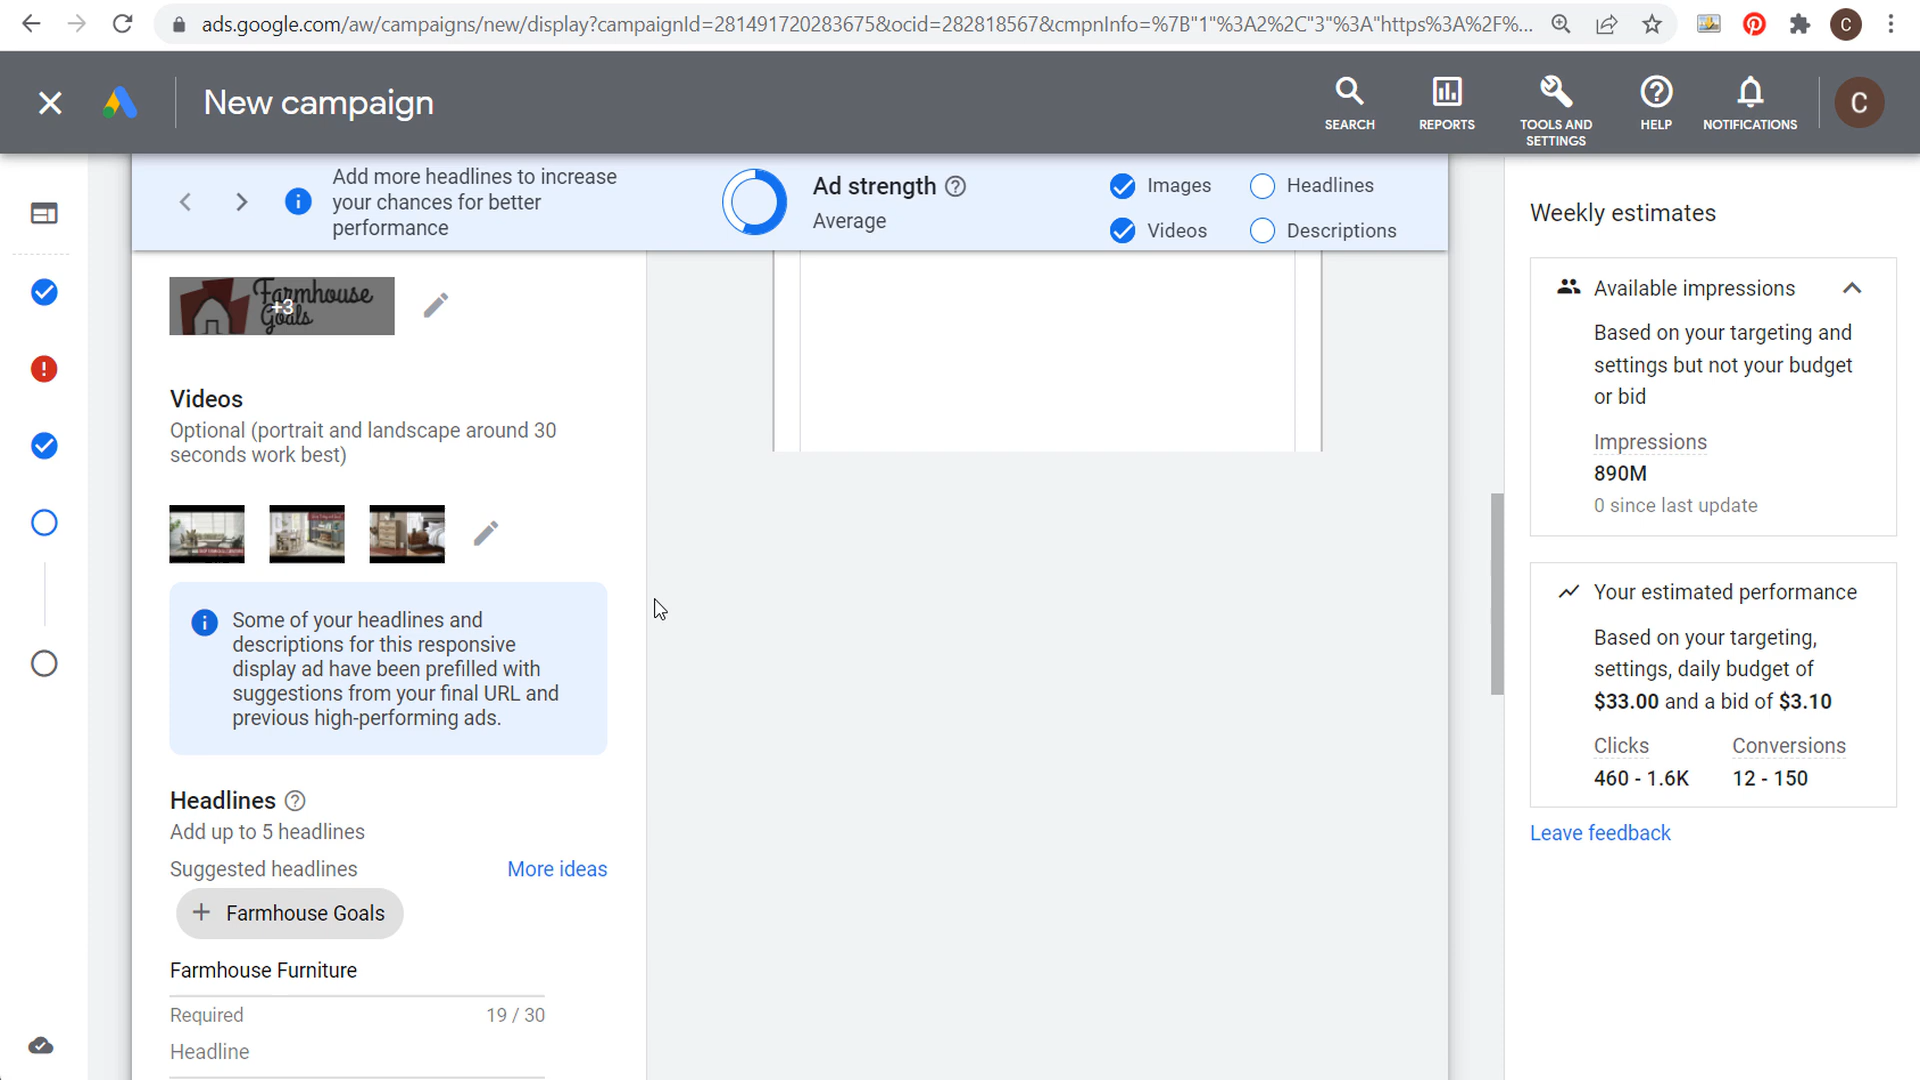 ads.google.com/aw/campaigns/new/display?campaignId=281491720283675&ocid=282818567&cmpnInfo=%7B"1"%3A2%2C"3"%3A"https%3A%2F%...
C
New campaign
SEARCH
REPORTS
TOOLS AND
SETTINGS
HELP
NOTIFICATIONS
C
Add more headlines to increase
your chances for better
performance
Ad strength
Average
Images
Headlines
Videos
Descriptions
Farmhouse
Goals
+3
Videos
Optional (portrait and landscape around 30
seconds work best)
Some of your headlines and
descriptions for this responsive
display ad have been prefilled with
suggestions from your final URL and
previous high-performing ads.
Headlines
Add up to 5 headlines
Suggested headlines
More ideas
+ Farmhouse Goals
Farmhouse Furniture
Required
19 / 30
Headline
Weekly estimates
Available impressions
Based on your targeting and
settings but not your budget
or bid
Impressions
890M
0 since last update
Your estimated performance
Based on your targeting,
settings, daily budget of
$33.00 and a bid of $3.10
Clicks
Conversions
460 - 1.6K
12 - 150
Leave feedback